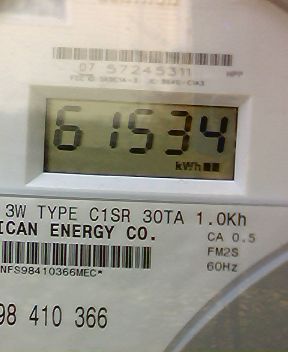 07 57245311 HPP
61534
kWh
3W TYPE C1SR 30TA 1.0Kh
ICAN ENERGY CO.
CA 0.5
FM2S
60Hz
NFS98410366MEC*
98 410 366